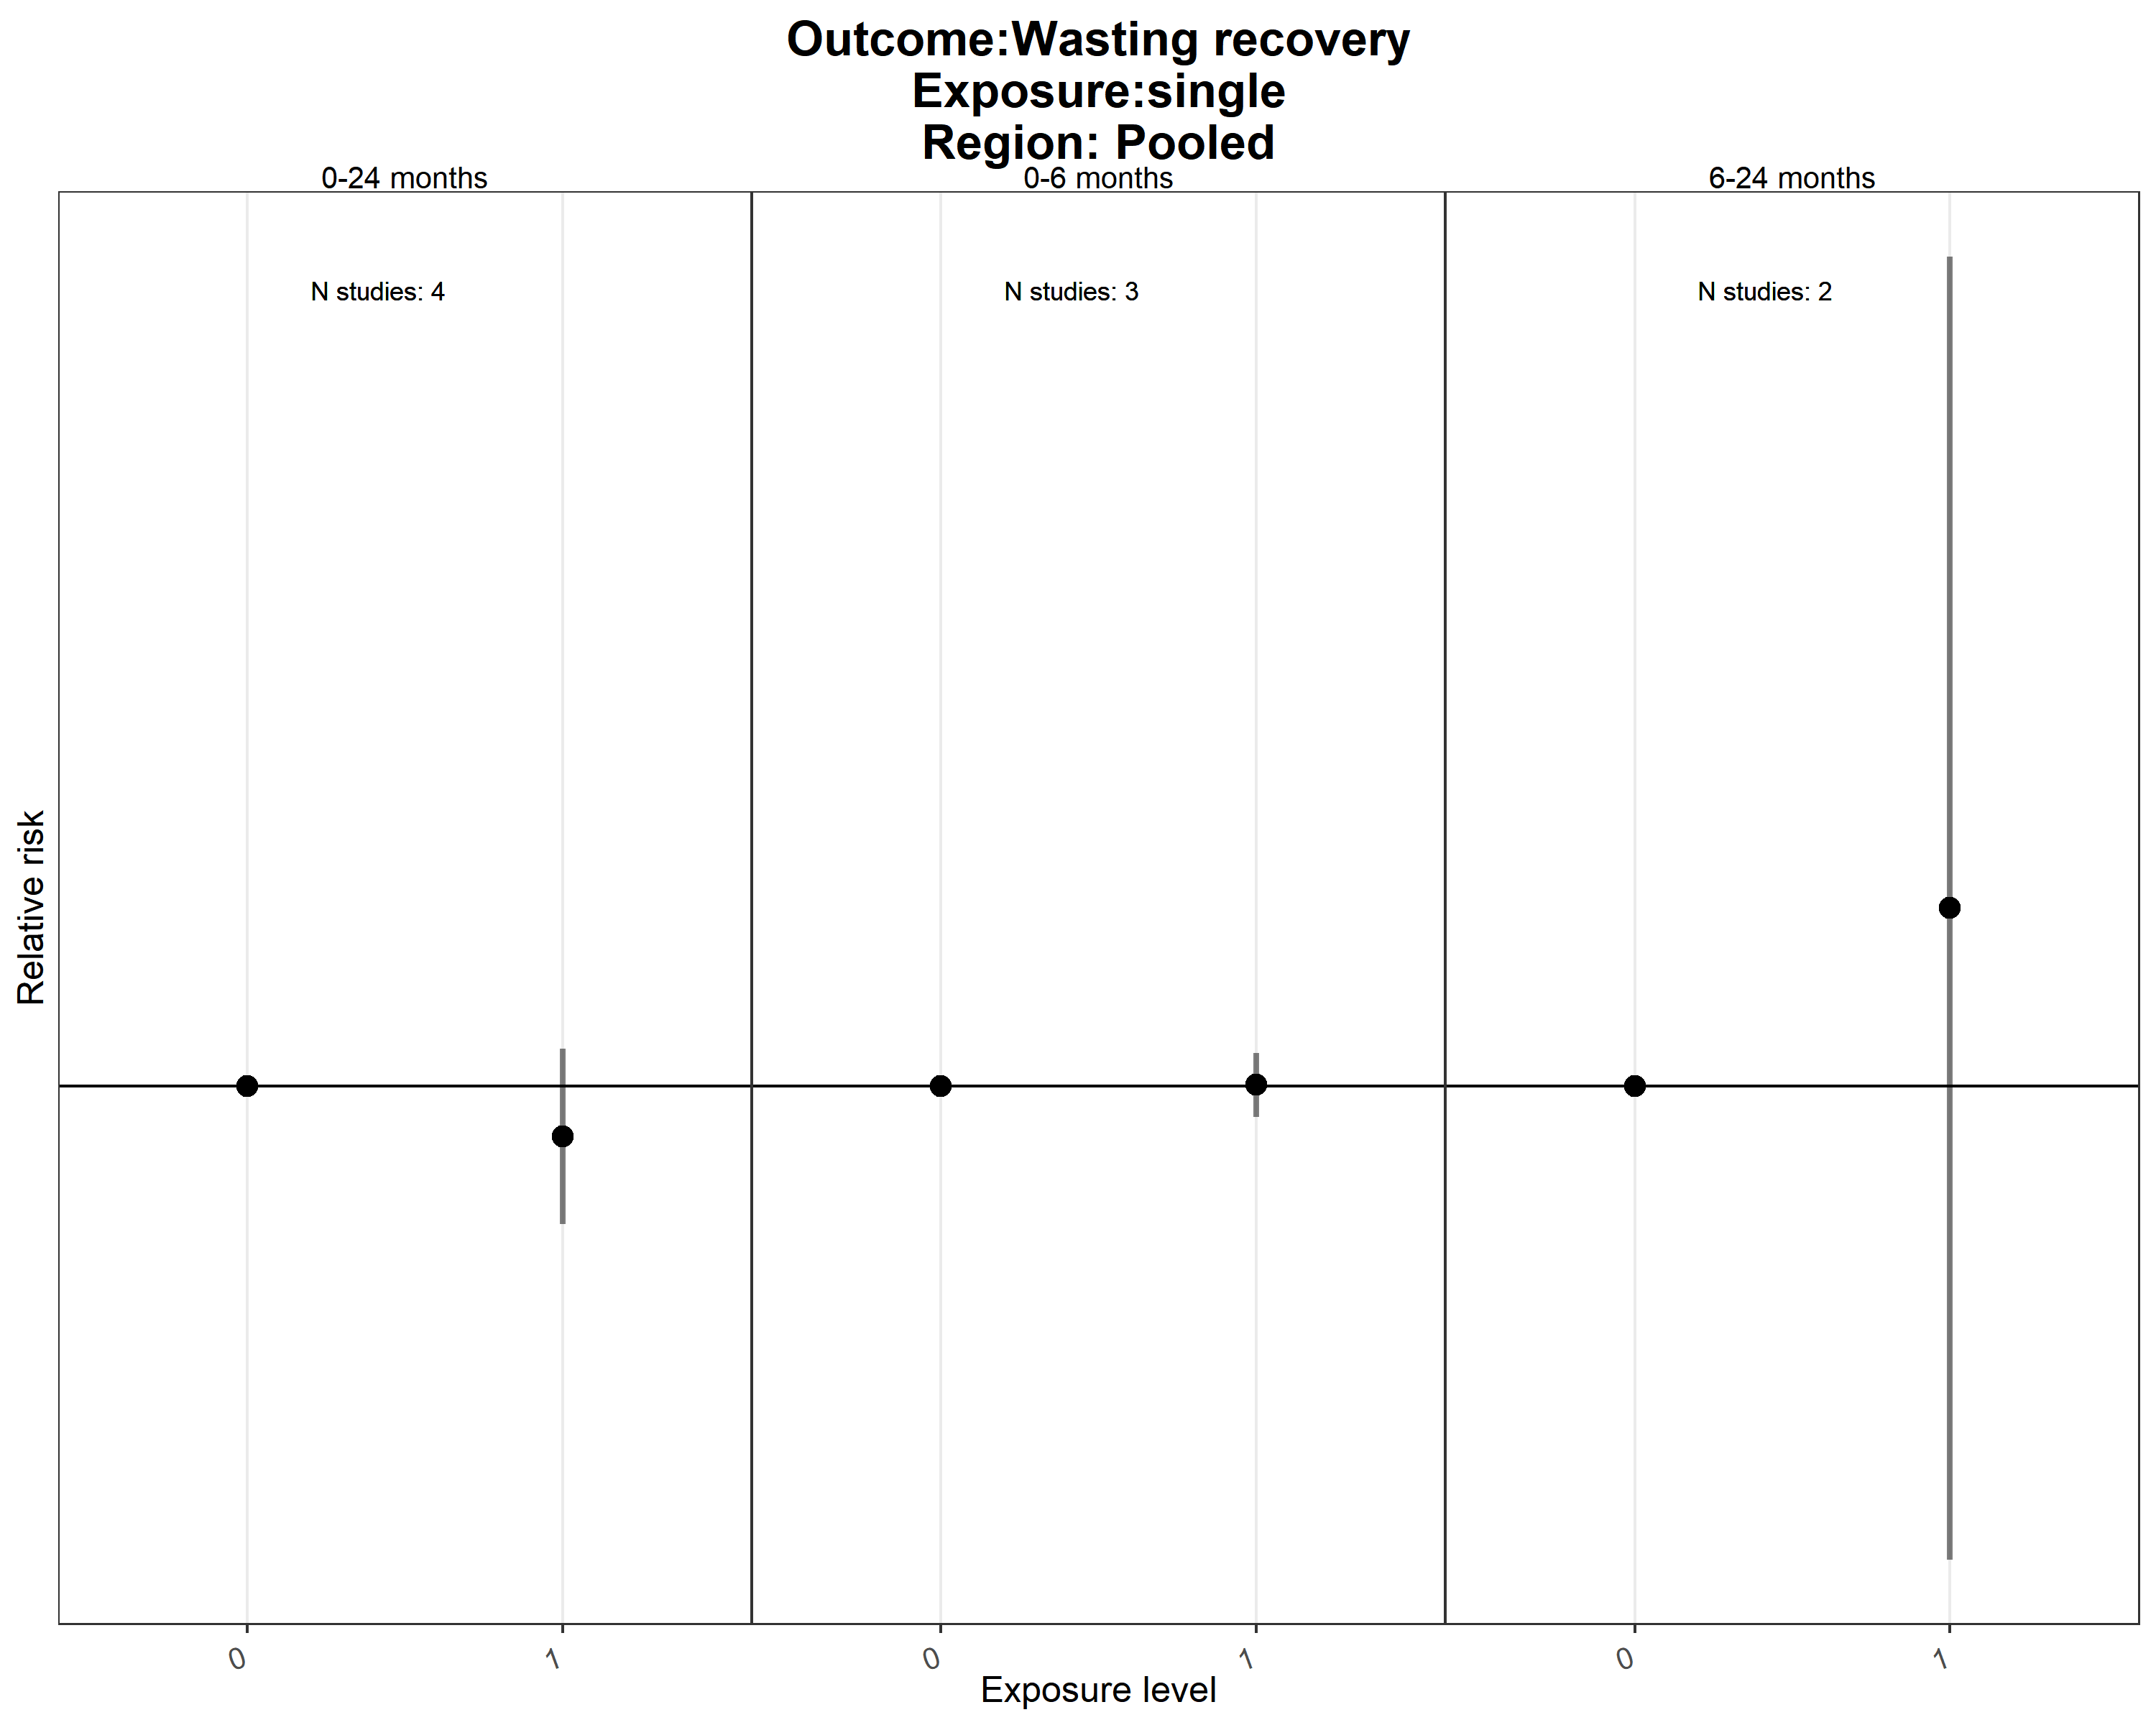 Outcome:Wasting recovery
Exposure:single
Region: Pooled
0-24 months
0-6 months
6-24 months
N studies: 4
N studies: 3
N studies: 2
Relative risk
0
1
0
1
0
1
Exposure level